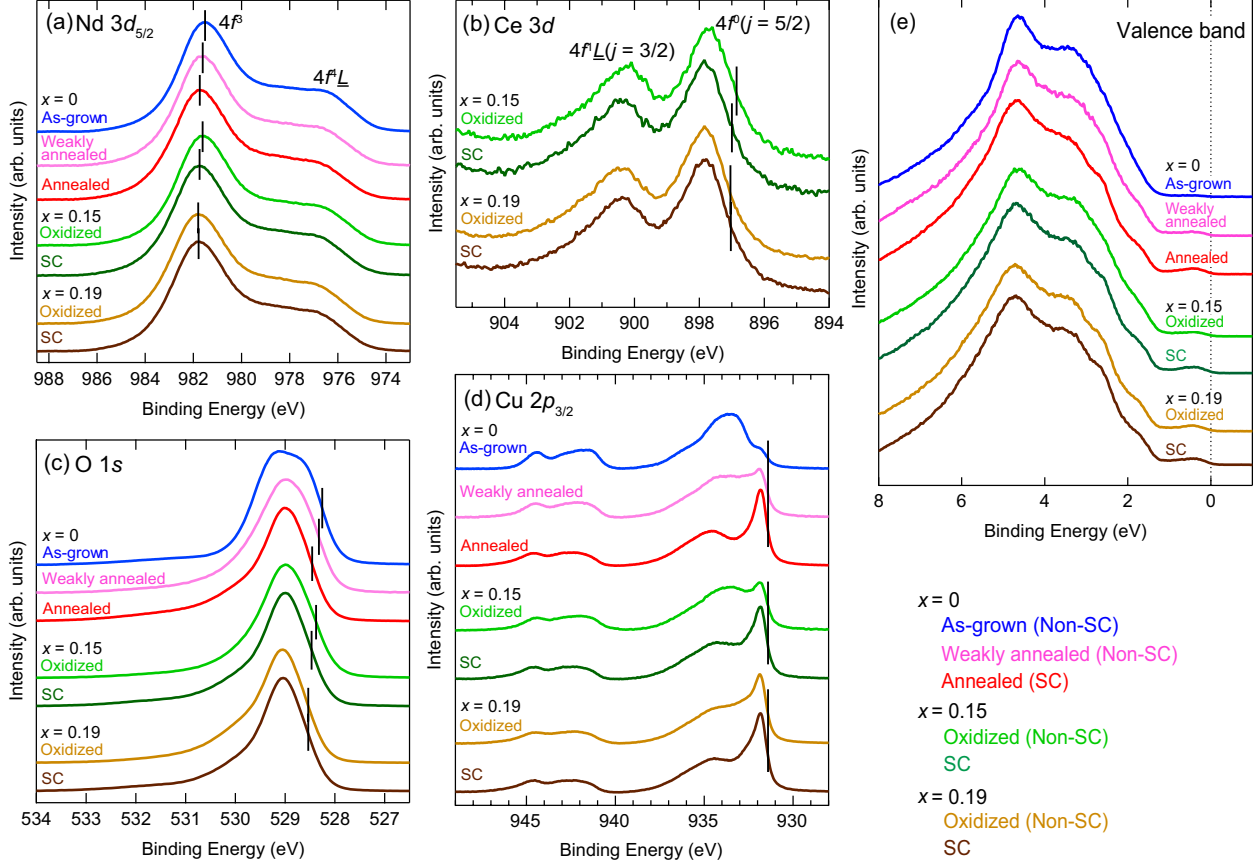 (a) Nd 3d5/2
4f³
4f⁴L
x = 0
As-grown
Weakly
annealed
Annealed
x = 0.15
Oxidized
SC
x = 0.19
Oxidized
SC
Intensity (arb. units)
988 986 984 982 980 978 976 974
Binding Energy (eV)
(b) Ce 3d
4f⁰(j = 5/2)
4f¹L(j = 3/2)
x = 0.15
Oxidized
SC
x = 0.19
Oxidized
SC
Intensity (arb. units)
904 902 900 898 896 894
Binding Energy (eV)
(c) O 1s
x = 0
As-grown
Weakly annealed
Annealed
x = 0.15
Oxidized
SC
x = 0.19
Oxidized
SC
Intensity (arb. units)
534 533 532 531 530 529 528 527
Binding Energy (eV)
(d) Cu 2p3/2
x = 0
As-grown
Weakly annealed
Annealed
x = 0.15
Oxidized
SC
x = 0.19
Oxidized
SC
Intensity (arb. units)
945 940 935 930
Binding Energy (eV)
(e)
Valence band
x = 0
As-grown
Weakly
annealed
Annealed
x = 0.15
Oxidized
SC
x = 0.19
Oxidized
SC
Intensity (arb. units)
8 6 4 2 0
Binding Energy (eV)
x = 0
As-grown (Non-SC)
Weakly annealed (Non-SC)
Annealed (SC)
x = 0.15
Oxidized (Non-SC)
SC
x = 0.19
Oxidized (Non-SC)
SC